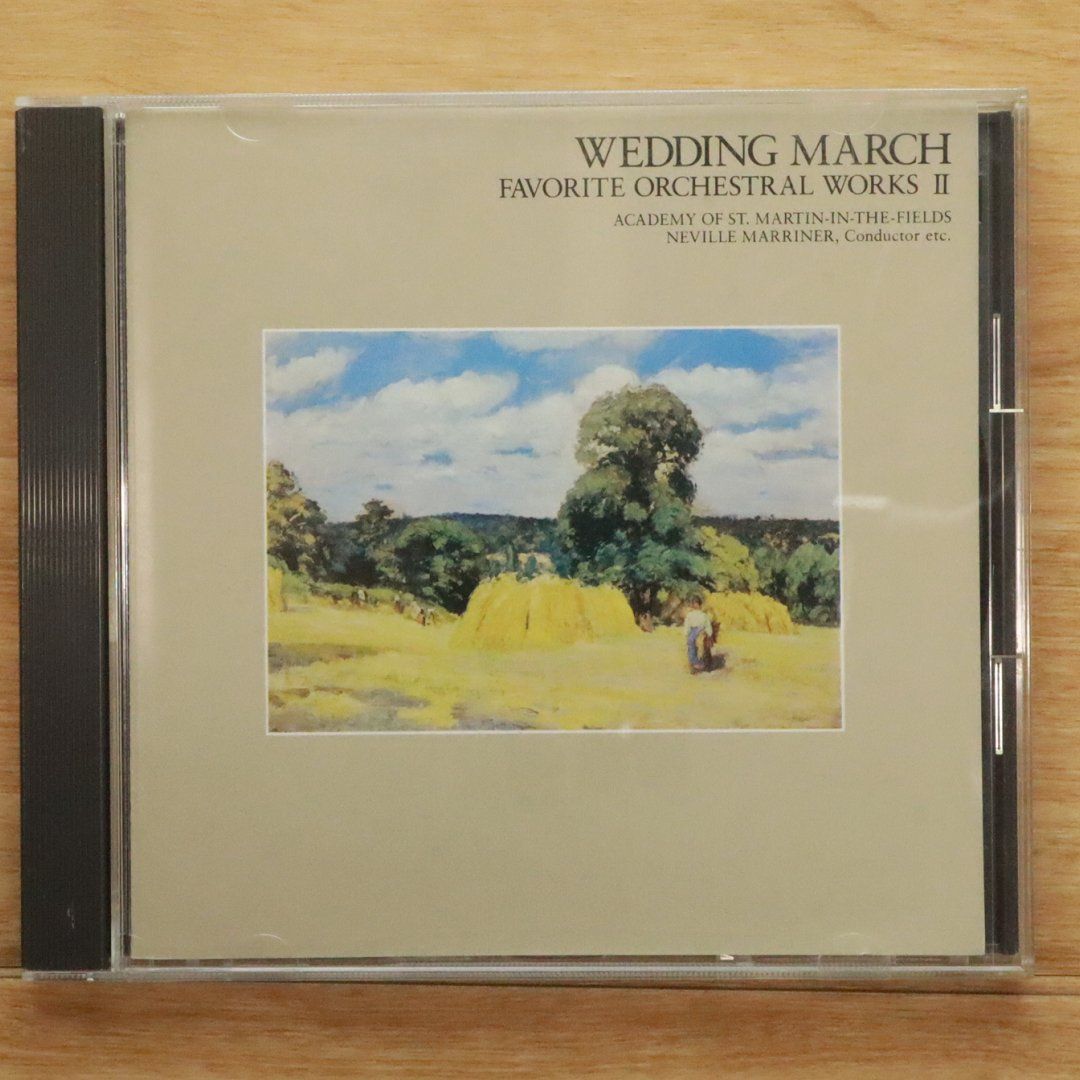 WEDDING MARCH
FAVORITE ORCHESTRAL WORKS II
ACADEMY OF ST. MARTIN-IN-THE-FIELDS
NEVILLE MARRINER, Conductor etc.